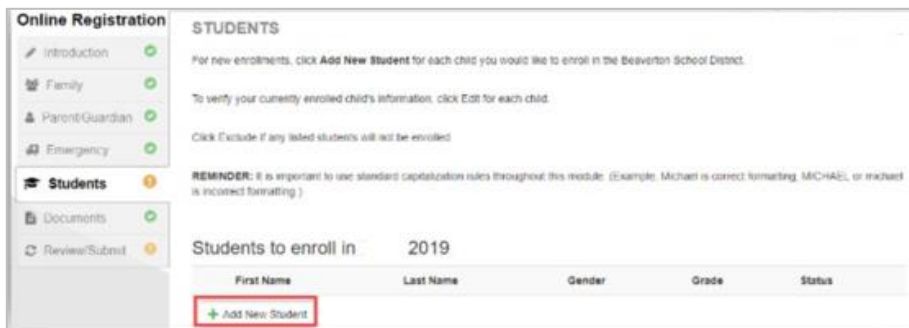 Online Registration
Introduction
Family
Parent/Guardian
Emergency
Students
Documents
Review/Submit
STUDENTS
For new enrollments, click Add New Student for each child you would like to enroll in the Beaverton School District.
To verify your currently enrolled child's information, click Edit for each child.
Click Exclude if any listed students will not be enrolled
REMINDER: It is important to use standard capitalization rules throughout this module. (Example: Michael is correct formatting, MICHAEL or michael
is incorrect formatting.)
Students to enroll in 2019
First Name Last Name Gender Grade Status
+ Add New Student